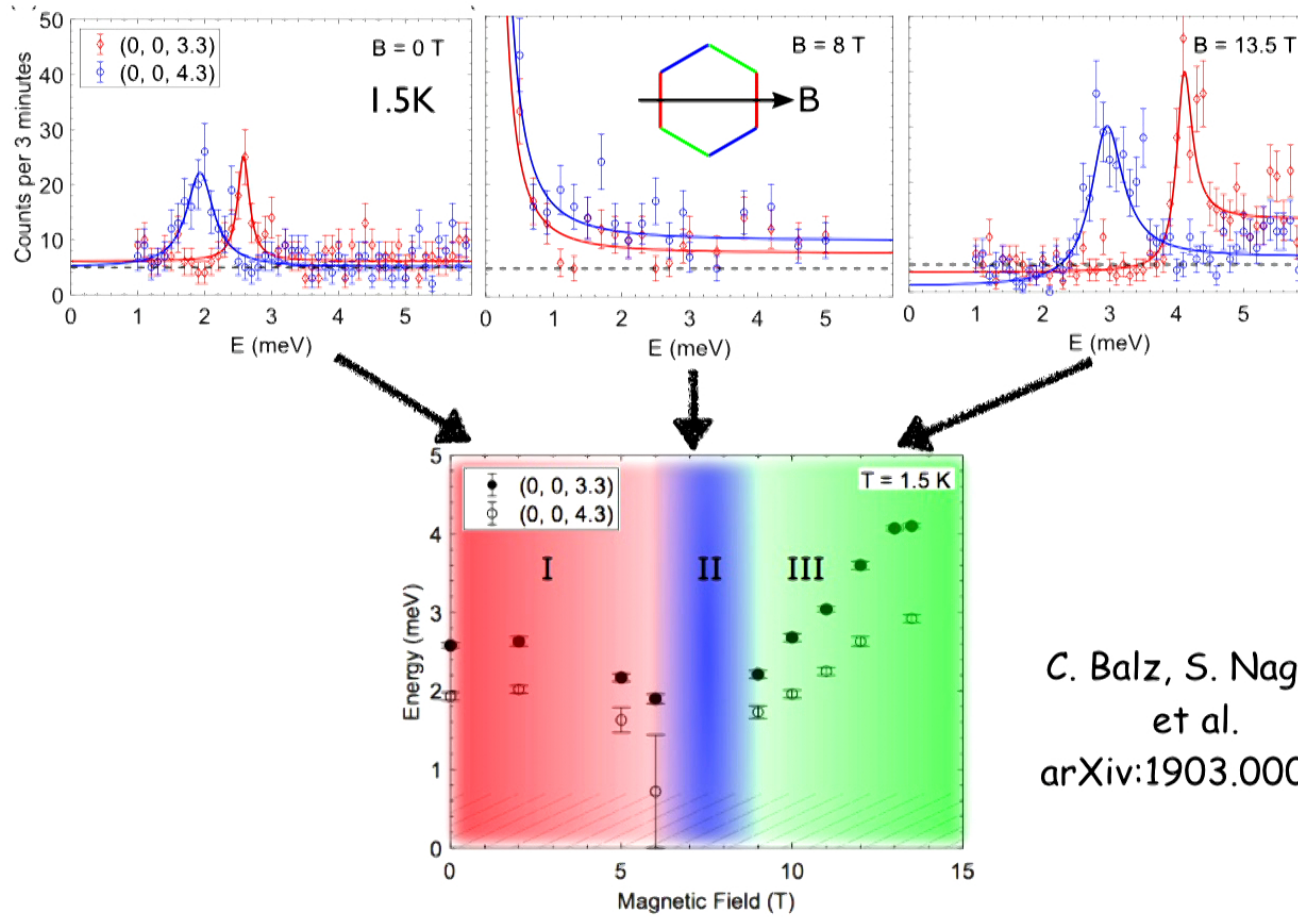 (0, 0, 3.3)
(0, 0, 4.3)
B = 0 T
1.5K
Counts per 3 minutes
50
40
30
20
10
0
0 1 2 3 4 5
E (meV)
B = 8 T
B
0 1 2 3 4 5
E (meV)
B = 13.5 T
0 1 2 3 4 5
E (meV)
(0, 0, 3.3)
(0, 0, 4.3)
T = 1.5 K
I II III
Energy (meV)
5
4
3
2
1
0
0 5 10 15
Magnetic Field (T)
C. Balz, S. Nag
et al.
arXiv:1903.000